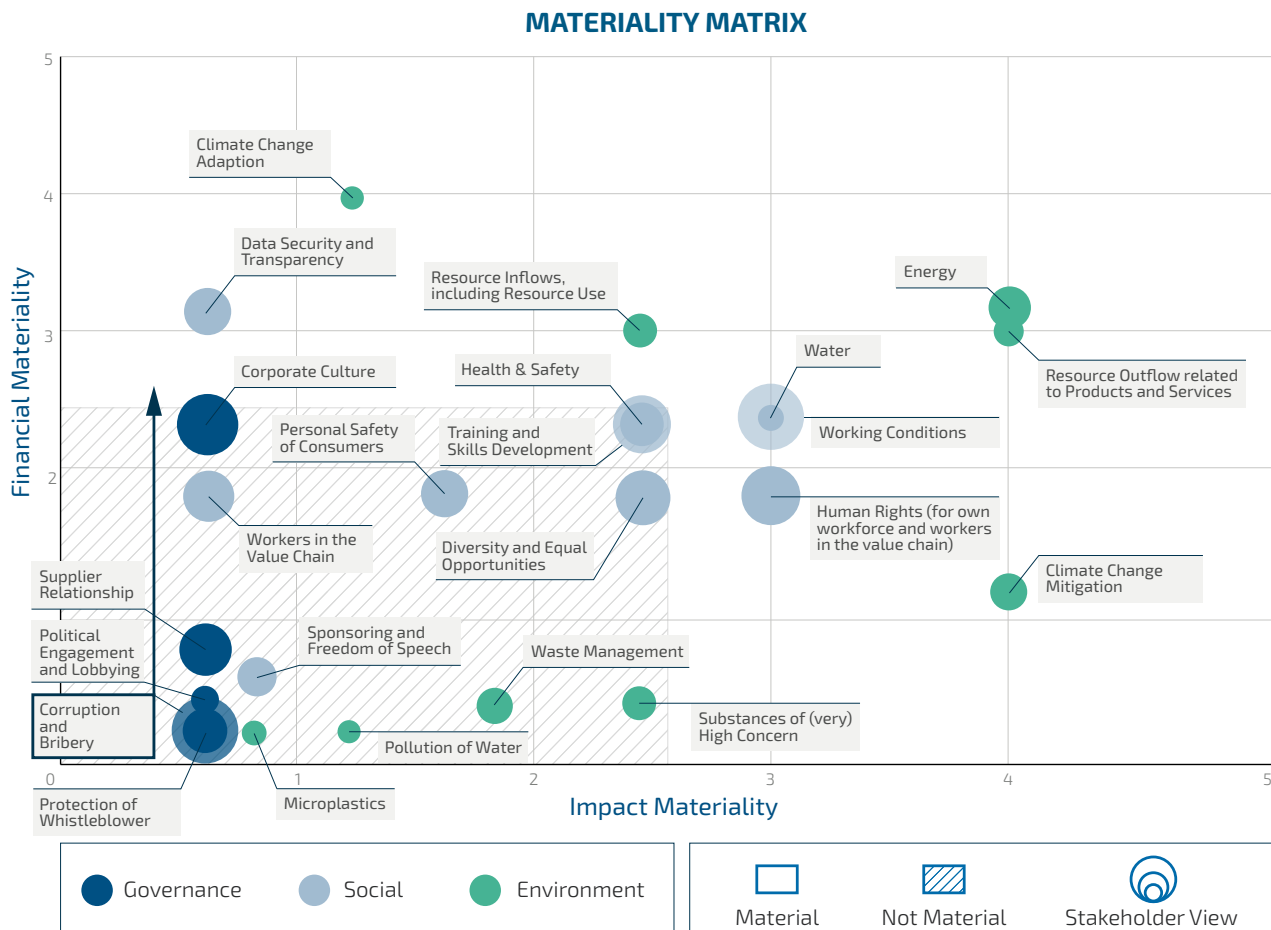 MATERIALITY MATRIX
5
Climate Change
Adaption
4
Data Security and
Transparency
Resource Inflows,
including Resource Use
Energy
3
Water
Resource Outflow related
to Products and Services
Corporate Culture
Health & Safety
Personal Safety
of Consumers
Training and
Skills Development
Working Conditions
2
Financial Materiality
Workers in the
Value Chain
Diversity and Equal
Opportunities
Human Rights (for own
workforce and workers
in the value chain)
Supplier
Relationship
Climate Change
Mitigation
Political
Engagement
and Lobbying
Sponsoring and
Freedom of Speech
Waste Management
Corruption
and
Bribery
Substances of (very)
High Concern
Pollution of Water
0
1
2
3
4
5
Protection of
Whistleblower
Microplastics
Impact Materiality
Governance
Social
Environment
Material
Not Material
Stakeholder View